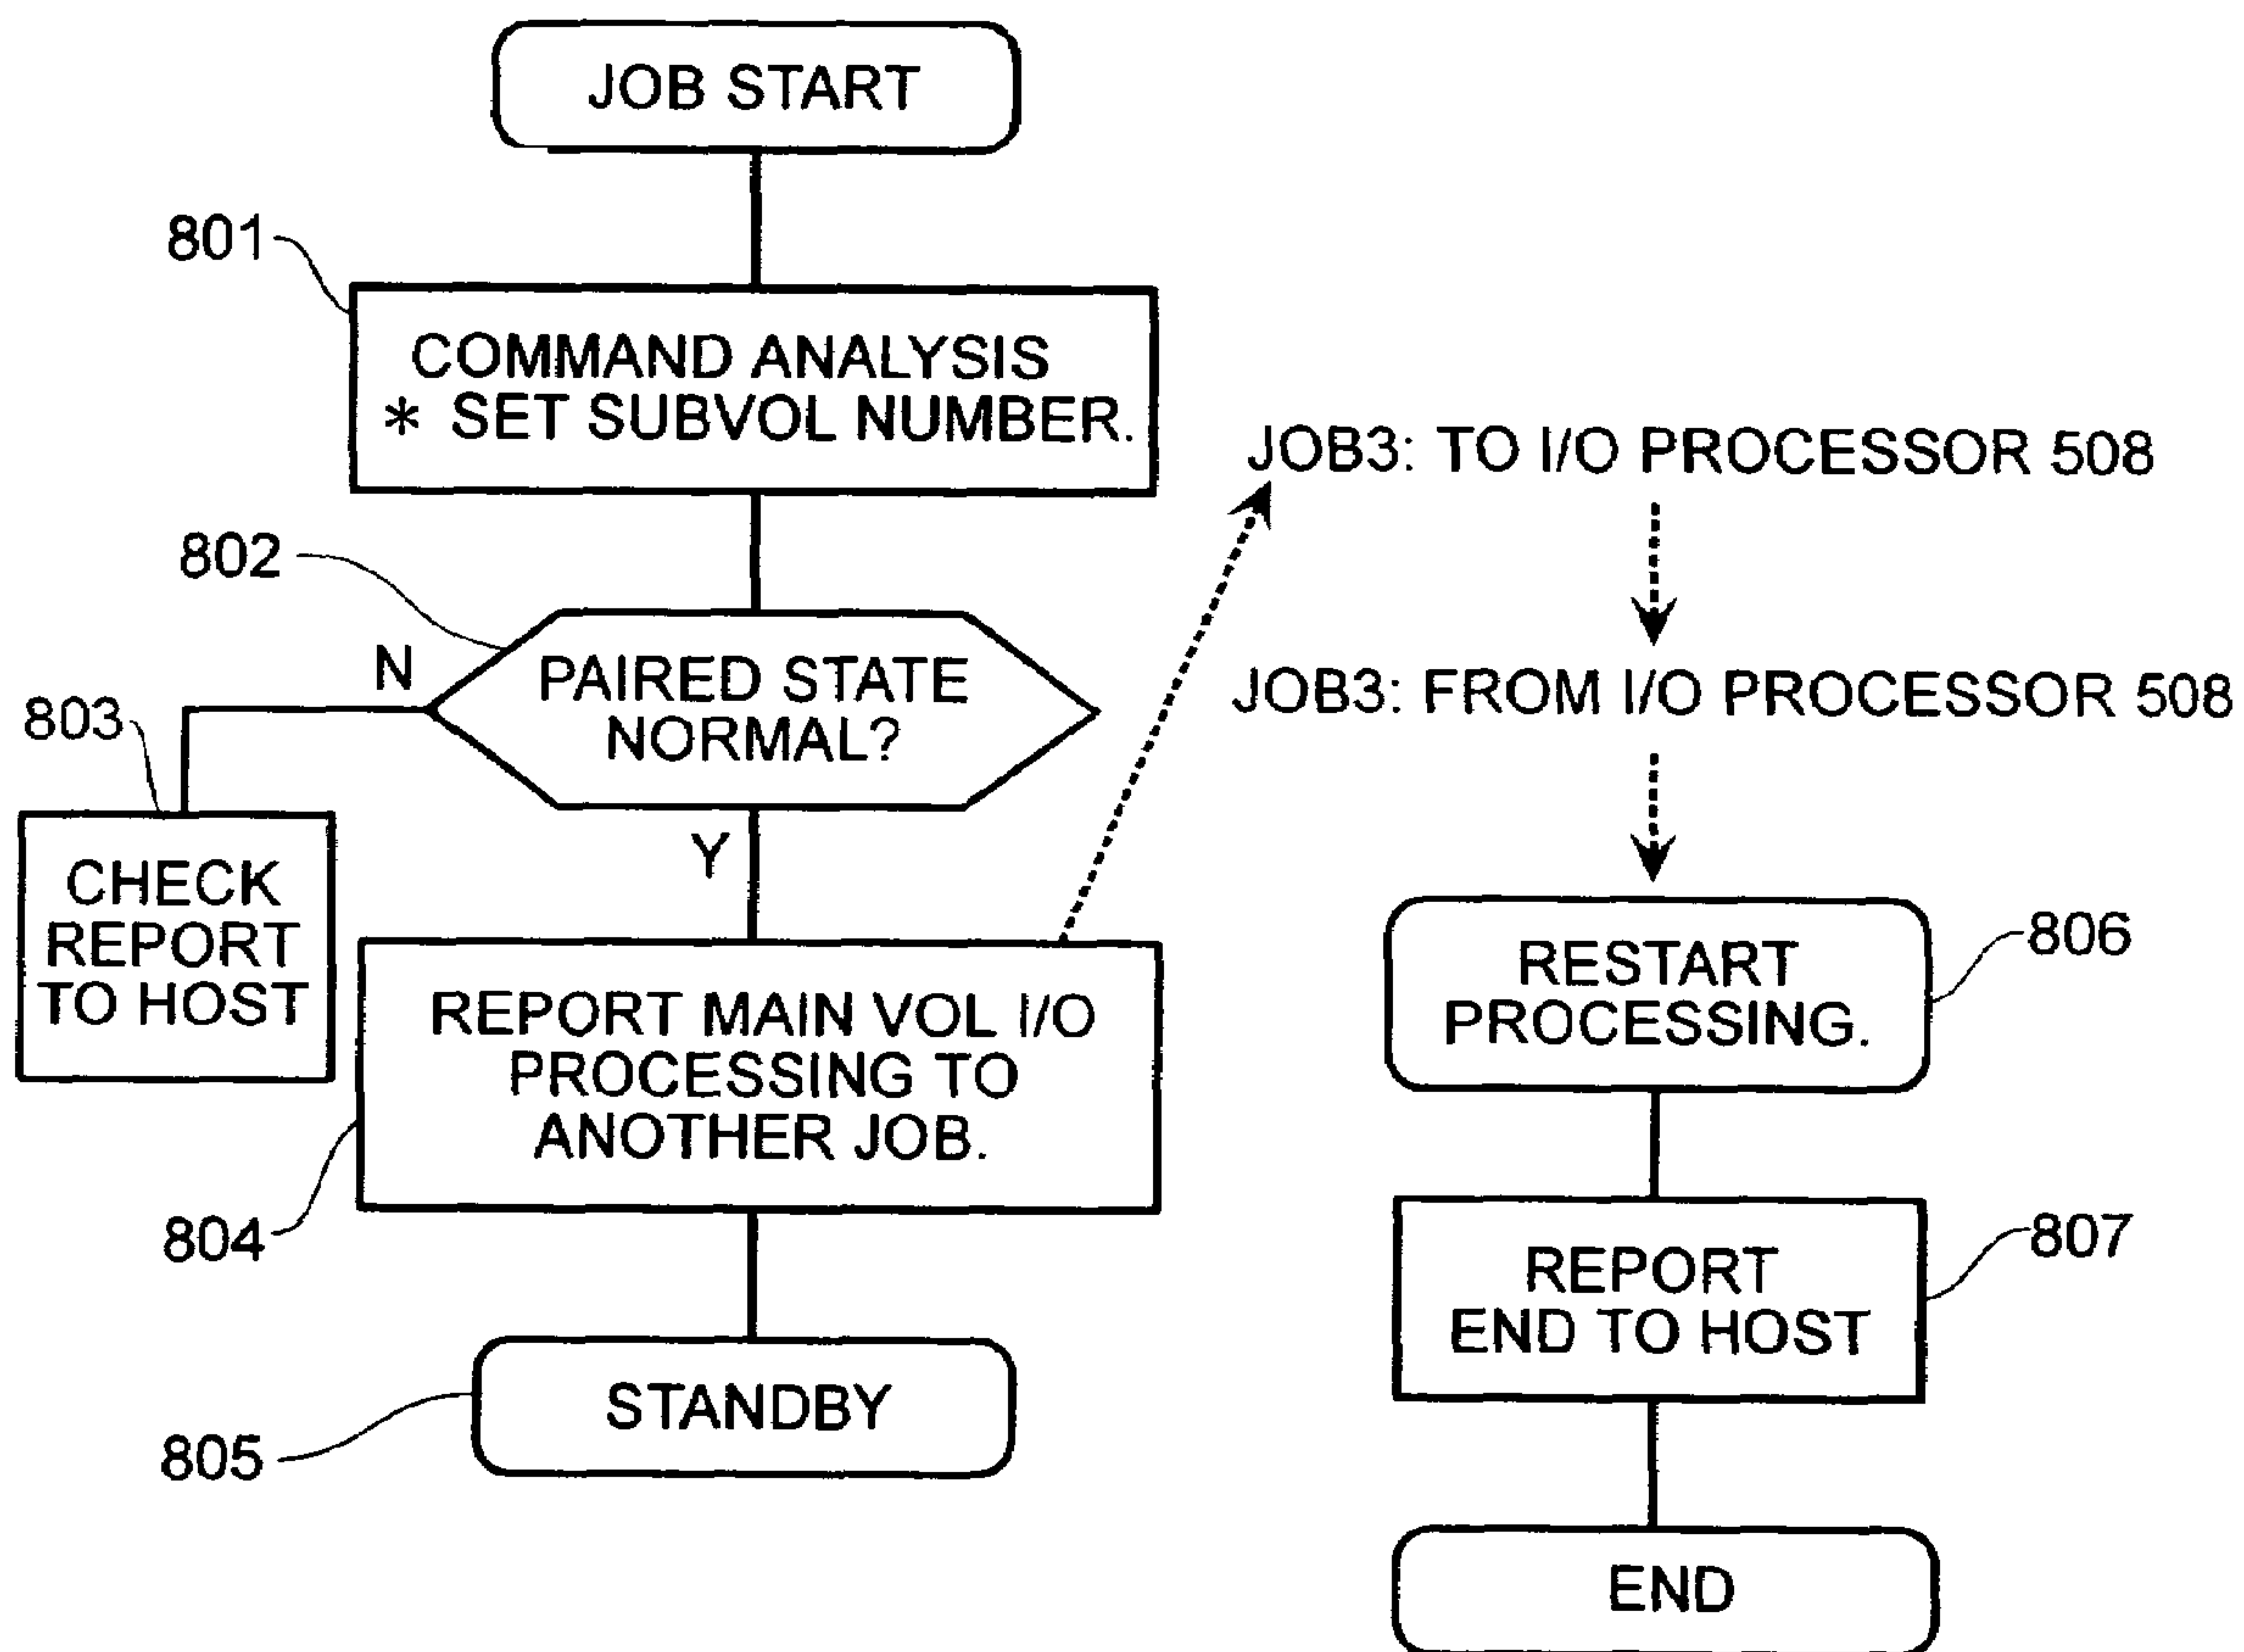 JOB START
801
COMMAND ANALYSIS
* SET SUBVOL NUMBER.
802
N
PAIRED STATE
NORMAL?
803
CHECK
REPORT
TO HOST
Y
804
REPORT MAIN VOL I/O
PROCESSING TO
ANOTHER JOB.
805
STANDBY
JOB3: TO I/O PROCESSOR 508
JOB3: FROM I/O PROCESSOR 508
RESTART
PROCESSING.
806
REPORT
END TO HOST
807
END